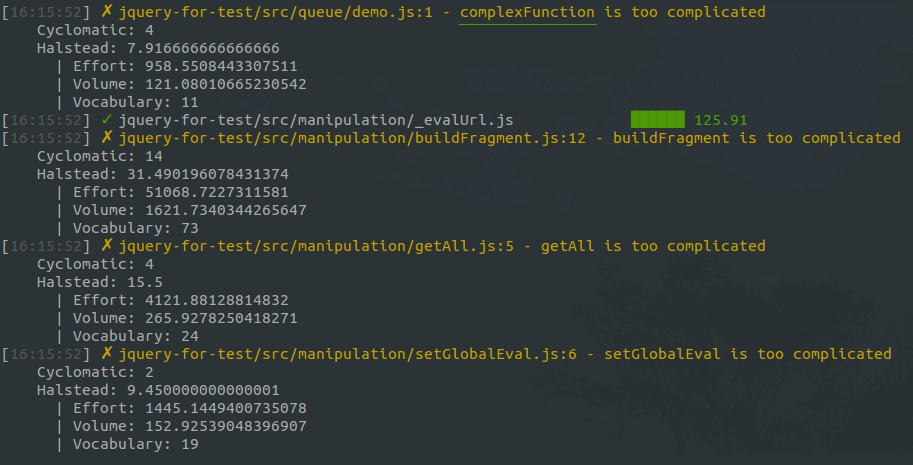 [16:15:52] ✗ jquery-for-test/src/queue/demo.js:1 - complexFunction is too complicated
Cyclomatic: 4
Halstead: 7.916666666666666
| Effort: 958.5508443307511
| Volume: 121.08010665230542
| Vocabulary: 11
[16:15:52] ✓ jquery-for-test/src/manipulation/_evalUrl.js 125.91
[16:15:52] ✗ jquery-for-test/src/manipulation/buildFragment.js:12 - buildFragment is too complicated
Cyclomatic: 14
Halstead: 31.490196078431374
| Effort: 51068.7227311581
| Volume: 1621.7340344265647
| Vocabulary: 73
[16:15:52] ✗ jquery-for-test/src/manipulation/getAll.js:5 - getAll is too complicated
Cyclomatic: 4
Halstead: 15.5
| Effort: 4121.88128814832
| Volume: 265.9278250418271
| Vocabulary: 24
[16:15:52] ✗ jquery-for-test/src/manipulation/setGlobalEval.js:6 - setGlobalEval is too complicated
Cyclomatic: 2
Halstead: 9.450000000000001
| Effort: 1445.1449400735078
| Volume: 152.92539048396907
| Vocabulary: 19